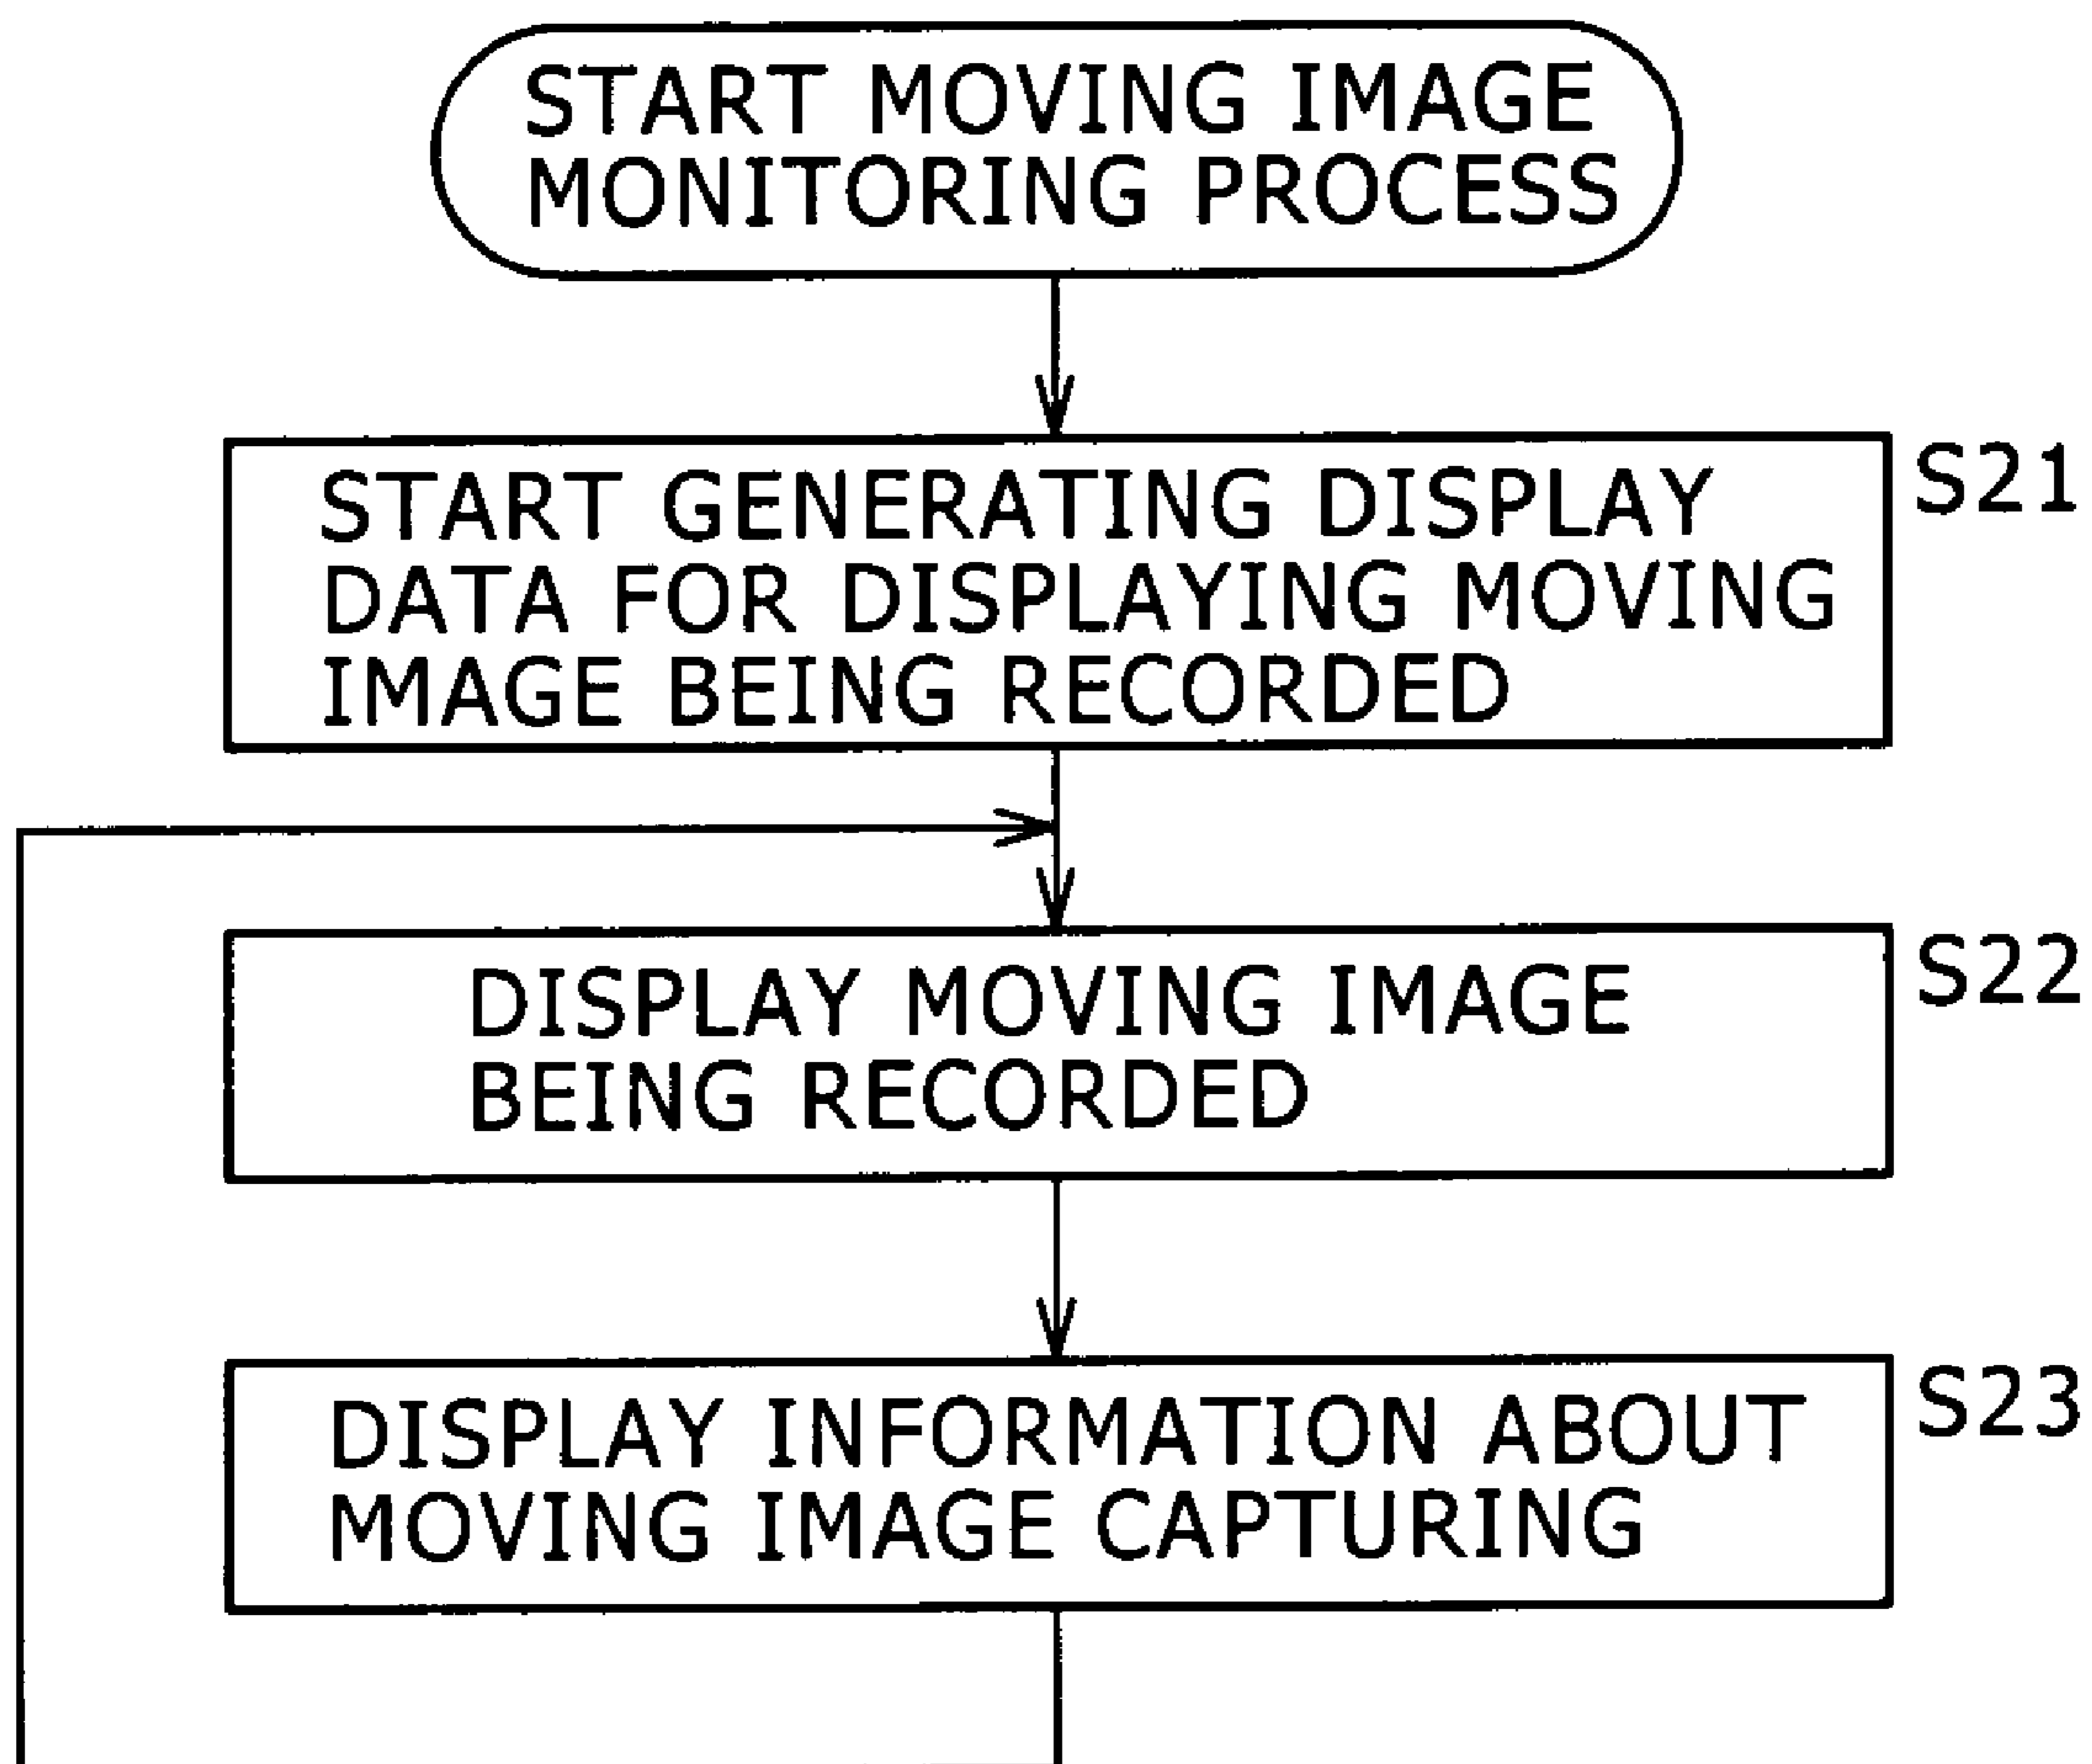 START MOVING IMAGE
MONITORING PROCESS
START GENERATING DISPLAY
DATA FOR DISPLAYING MOVING
IMAGE BEING RECORDED
S21
DISPLAY MOVING IMAGE
BEING RECORDED
S22
DISPLAY INFORMATION ABOUT
MOVING IMAGE CAPTURING
S23